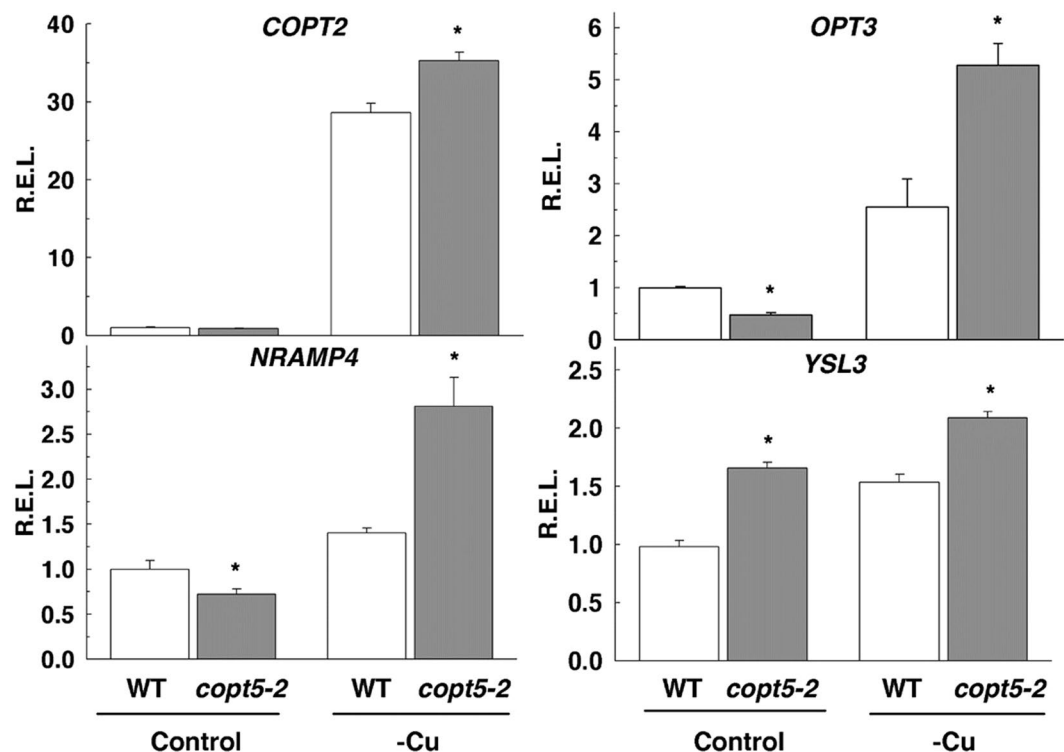 COPT2
*
40
30
20
10
0
R.E.L.
OPT3
*
*
6
5
4
3
2
1
0
R.E.L.
NRAMP4
*
*
3.0
2.5
2.0
1.5
1.0
0.5
0.0
R.E.L.
YSL3
*
*
2.5
2.0
1.5
1.0
0.5
0.0
R.E.L.
WT copt5-2 WT copt5-2
Control -Cu
WT copt5-2 WT copt5-2
Control -Cu